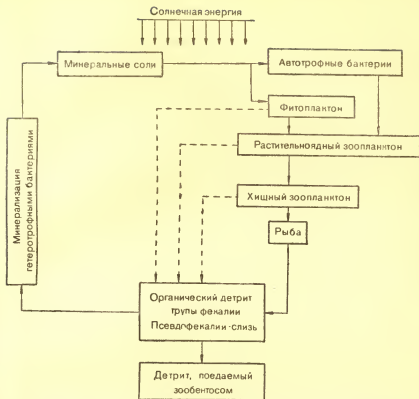 Солнечная энергия
Минеральные соли
Автотрофные бактерии
Фитоплактон
Растительноядный зоопланктон
Хищный зоопланктон
Рыба
Минерализация
гетеротрофными бактериями
Органический детрит
трупы фекалии
Псевдофекалии-слизь
Детрит, поедаемый
зообентосом